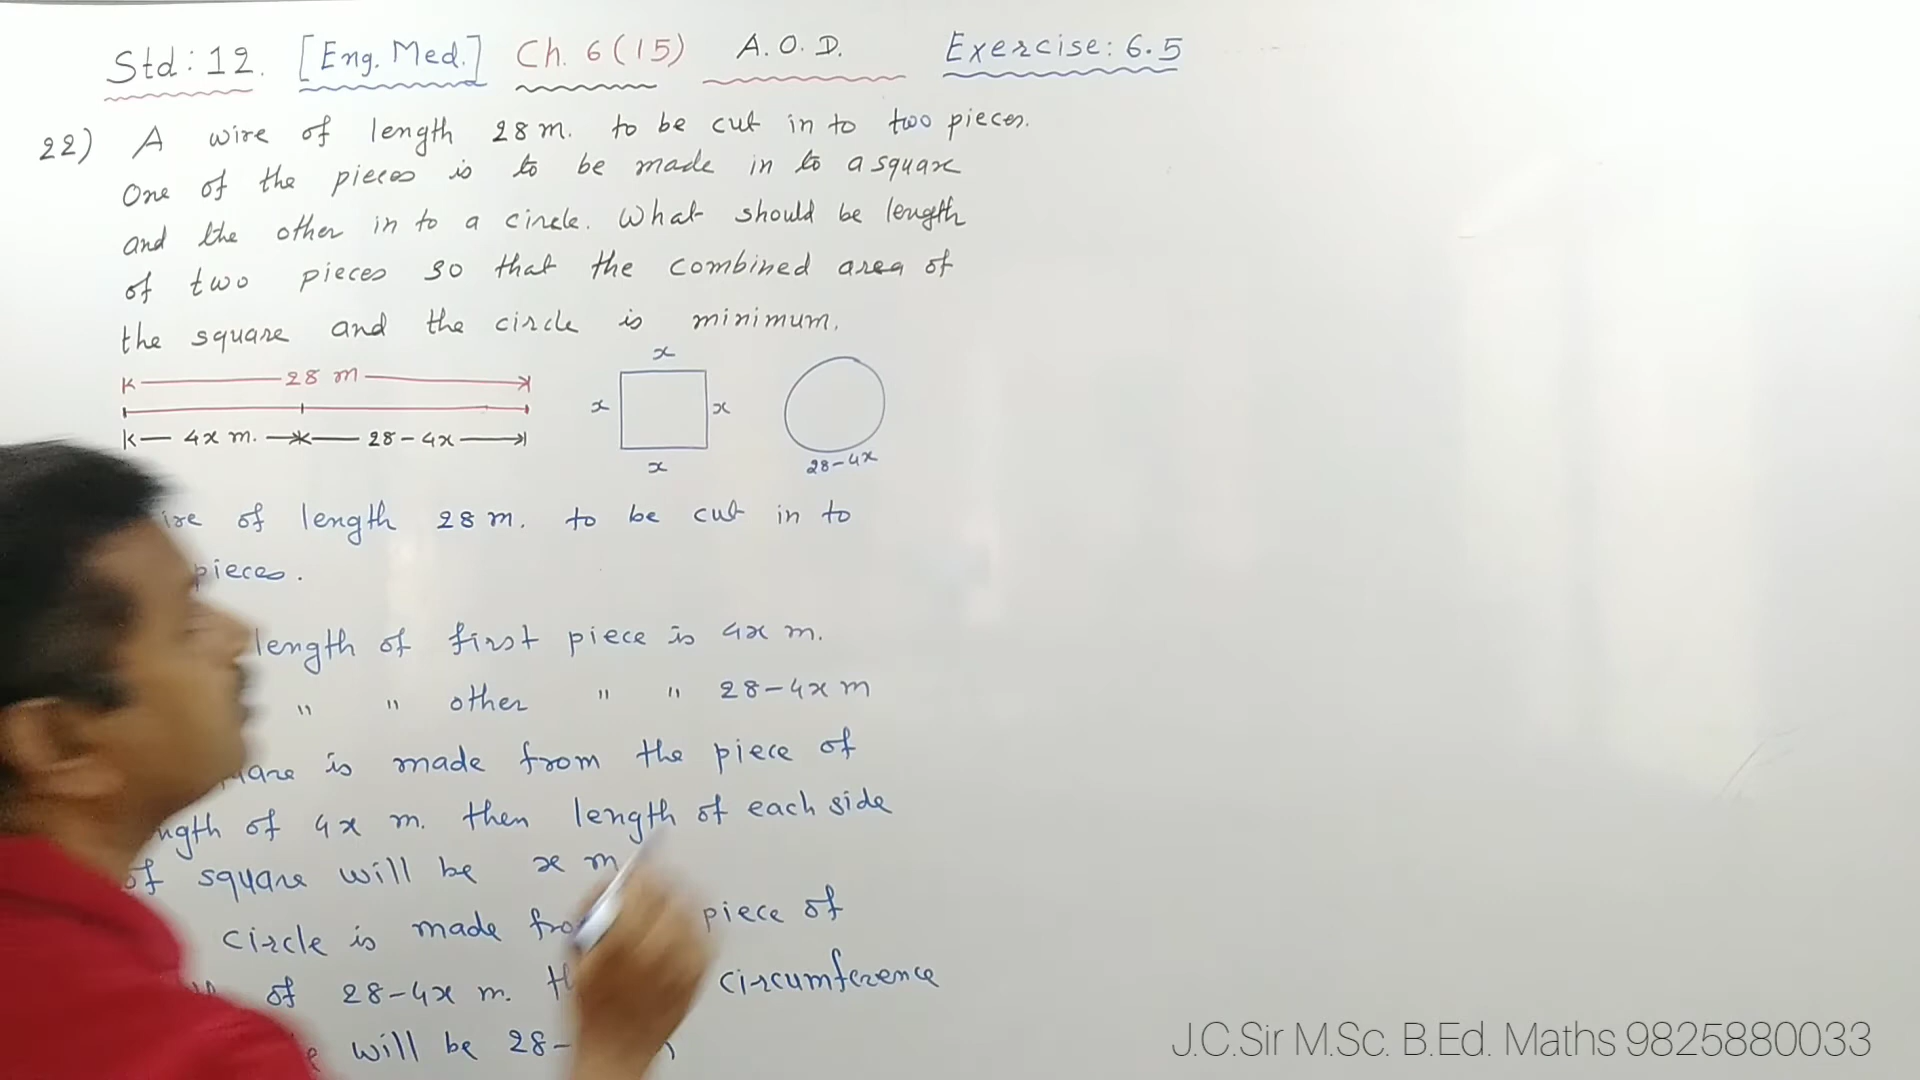 Std: 12. [Eng. Med.] Ch. 6(15) A.O.D. Exercise: 6.5
22) A wire of length 28 m. to be cut in to two pieces.
One of the pieces is to be made in to a square
and the other in to a circle. What should be length
of two pieces so that the combined area of
the square and the circle is minimum.
28 m
4x m. 28-4x
x
x x
x
28-4x
of length 28 m. to be cut in to
pieces.
length of first piece is 4x m.
" " other " " 28-4x m
is made from the piece of
of 4x m. then length of each side
of square will be x m
circle is made piece of
of 28-4x m. circumference
will be 28-
J.C.Sir M.Sc. B.Ed. Maths 9825880033